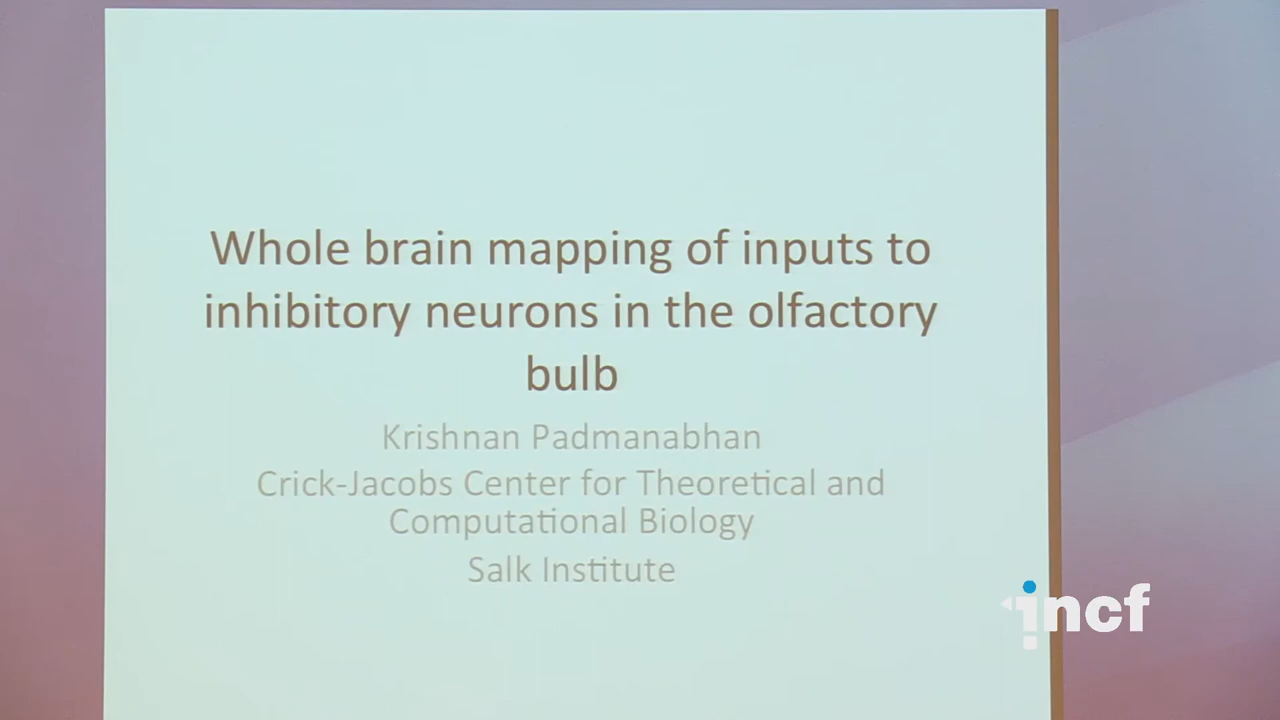 Whole brain mapping of inputs to
inhibitory neurons in the olfactory
bulb
Krishnan Padmanabhan
Crick-Jacobs Center for Theoretical and
Computational Biology
Salk Institute
incf